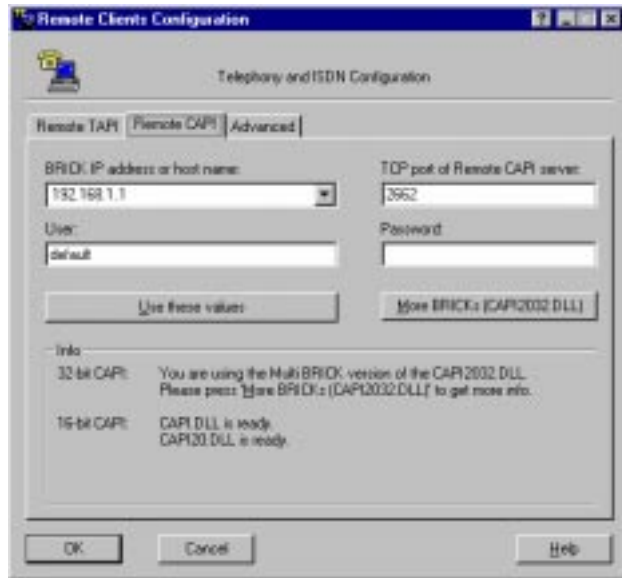 Remote Clients Configuration
Telephony and ISDN Configuration
Remote TAPI Remote CAPI Advanced
BRICK IP address or host name: TCP port of Remote CAPI server:
192.168.1.1 2662
User: Password:
default
Use these values More BRICKs (CAPI2032.DLL)
Info
32-bit CAPI: You are using the Multi BRICK version of the CAPI2032.DLL.
Please press 'More BRICKs (CAPI2032.DLL)' to get more info.
16-bit CAPI: CAPI.DLL is ready.
CAPI20.DLL is ready.
OK Cancel Help